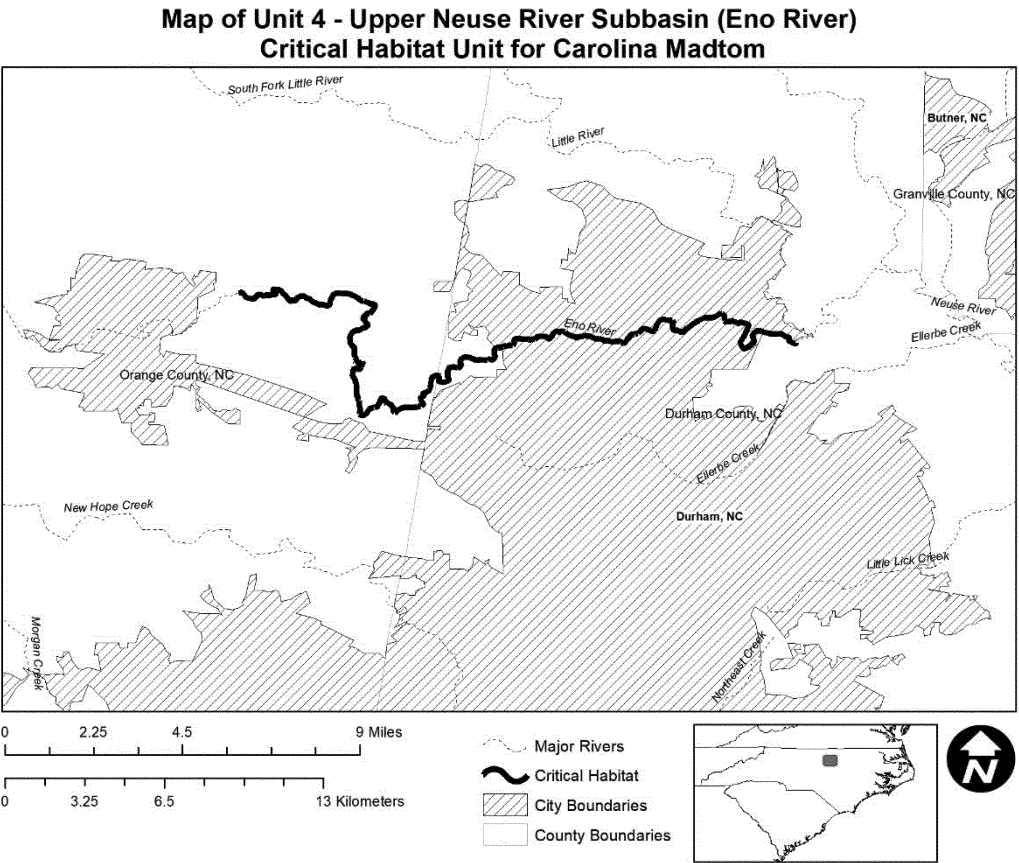 Map of Unit 4 - Upper Neuse River Subbasin (Eno River)
Critical Habitat Unit for Carolina Madtom
South Fork Little River
Butner, NC
Little River
Granville County, NC
Neuse River
Eno River
Ellerbe Creek
Orange County, NC
Durham County, NC
Ellerbe Creek
New Hope Creek
Durham, NC
Little Lick Creek
Morgan Creek
Northeast Creek
0 2.25 4.5 9 Miles
0 3.25 6.5 13 Kilometers
Major Rivers
Critical Habitat
City Boundaries
County Boundaries
N